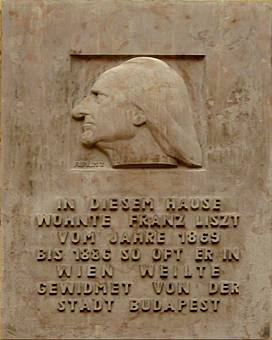 IN DIESEM HAUSE
WOHNTE FRANZ LISZT
VOM JAHRE 1869
BIS 1886 SO OFT ER IN
WIEN WEILTE
GEWIDMET VON DER
STADT BUDAPEST